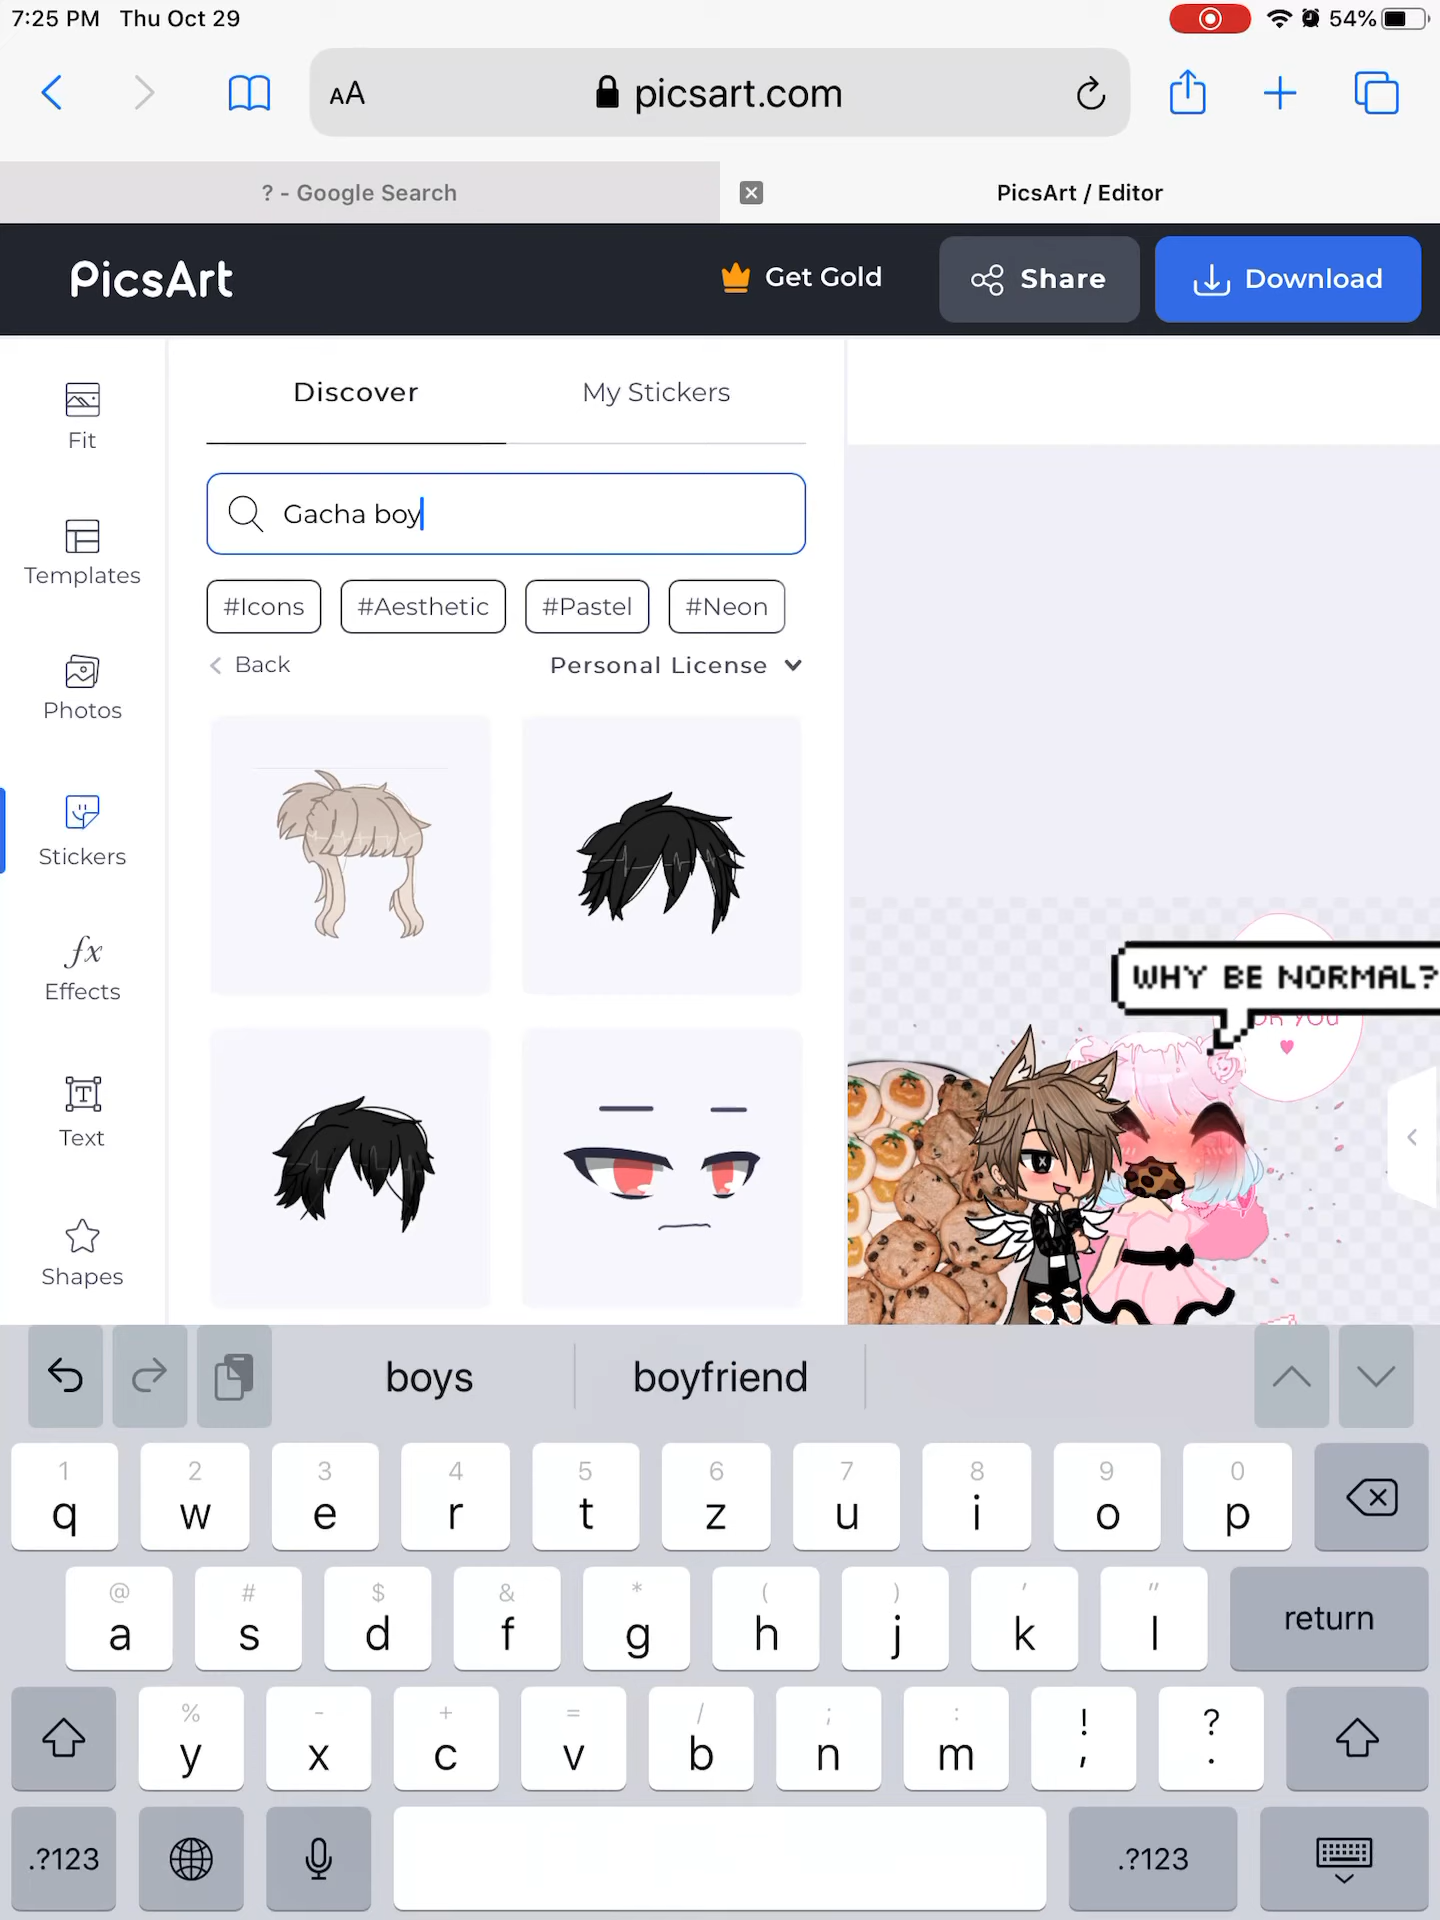 7:25 PM Thu Oct 29
54%
AA picsart.com
? - Google Search
PicsArt / Editor
PicsArt
Get Gold
Share
Download
Fit
Templates
Photos
Stickers
Effects
Text
Shapes
Discover
My Stickers
Gacha boy
#Icons
#Aesthetic
#Pastel
#Neon
Back
Personal License
WHY BE NORMAL?
YOU
boys
boyfriend
1 2 3 4 5 6 7 8 9 0
q w e r t z u i o p
@ # $ & * ( ) ' "
a s d f g h j k l return
% - + = / ; : ! ?
y x c v b n m , .
.?123
.?123